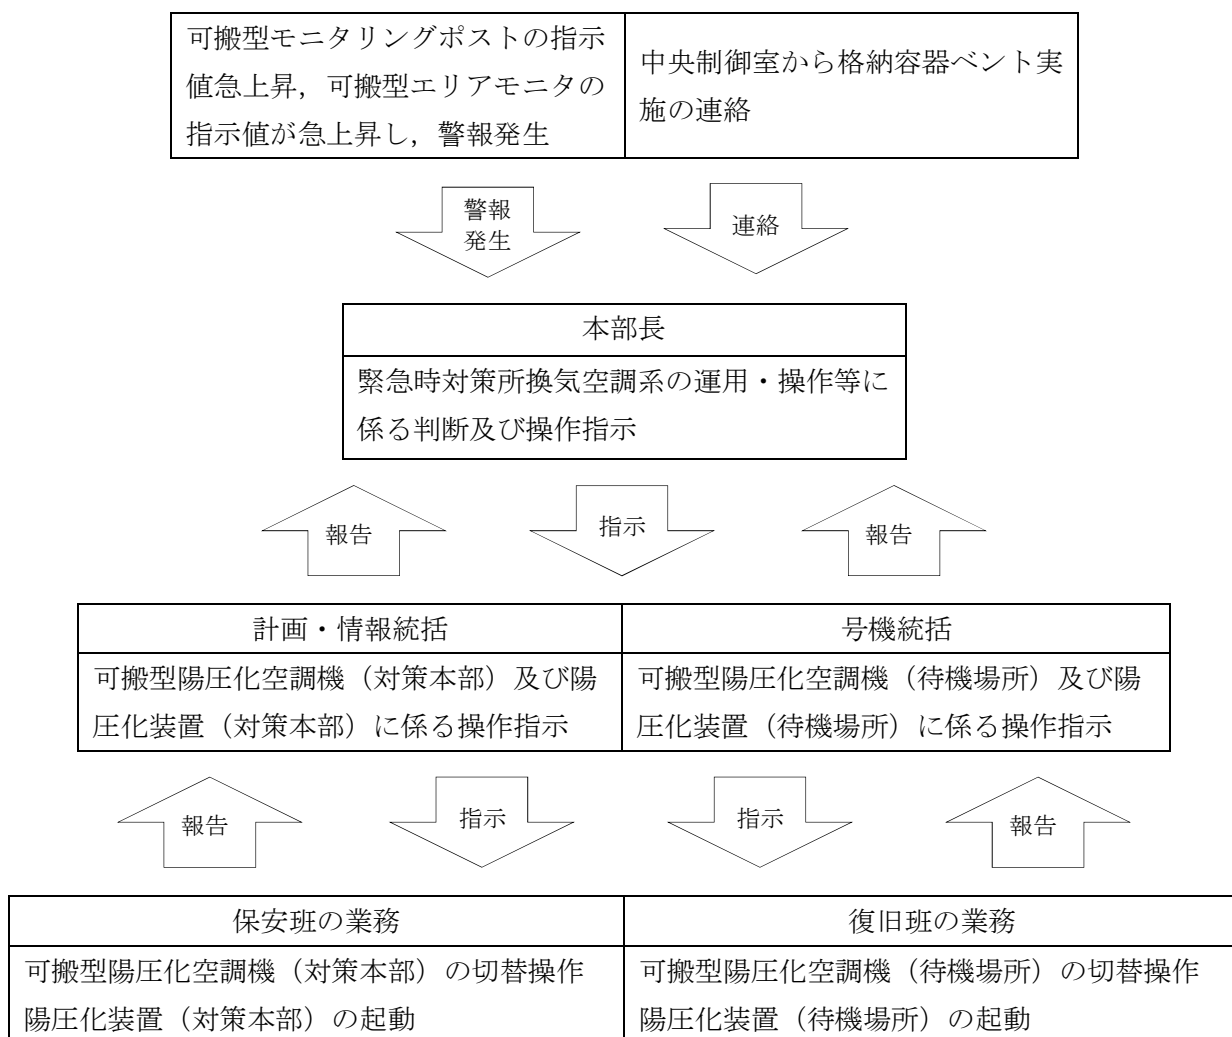 可搬型モニタリングポストの指示
値急上昇，可搬型エリアモニタの
指示値が急上昇し，警報発生
中央制御室から格納容器ベント実
施の連絡
警報
発生
連絡
本部長
緊急時対策所換気空調系の運用・操作等に
係る判断及び操作指示
報告
指示
報告
計画・情報統括
可搬型陽圧化空調機（対策本部）及び陽
圧化装置（対策本部）に係る操作指示
号機統括
可搬型陽圧化空調機（待機場所）及び陽
圧化装置（待機場所）に係る操作指示
報告
指示
指示
報告
保安班の業務
可搬型陽圧化空調機（対策本部）の切替操作
陽圧化装置（対策本部）の起動
復旧班の業務
可搬型陽圧化空調機（待機場所）の切替操作
陽圧化装置（待機場所）の起動